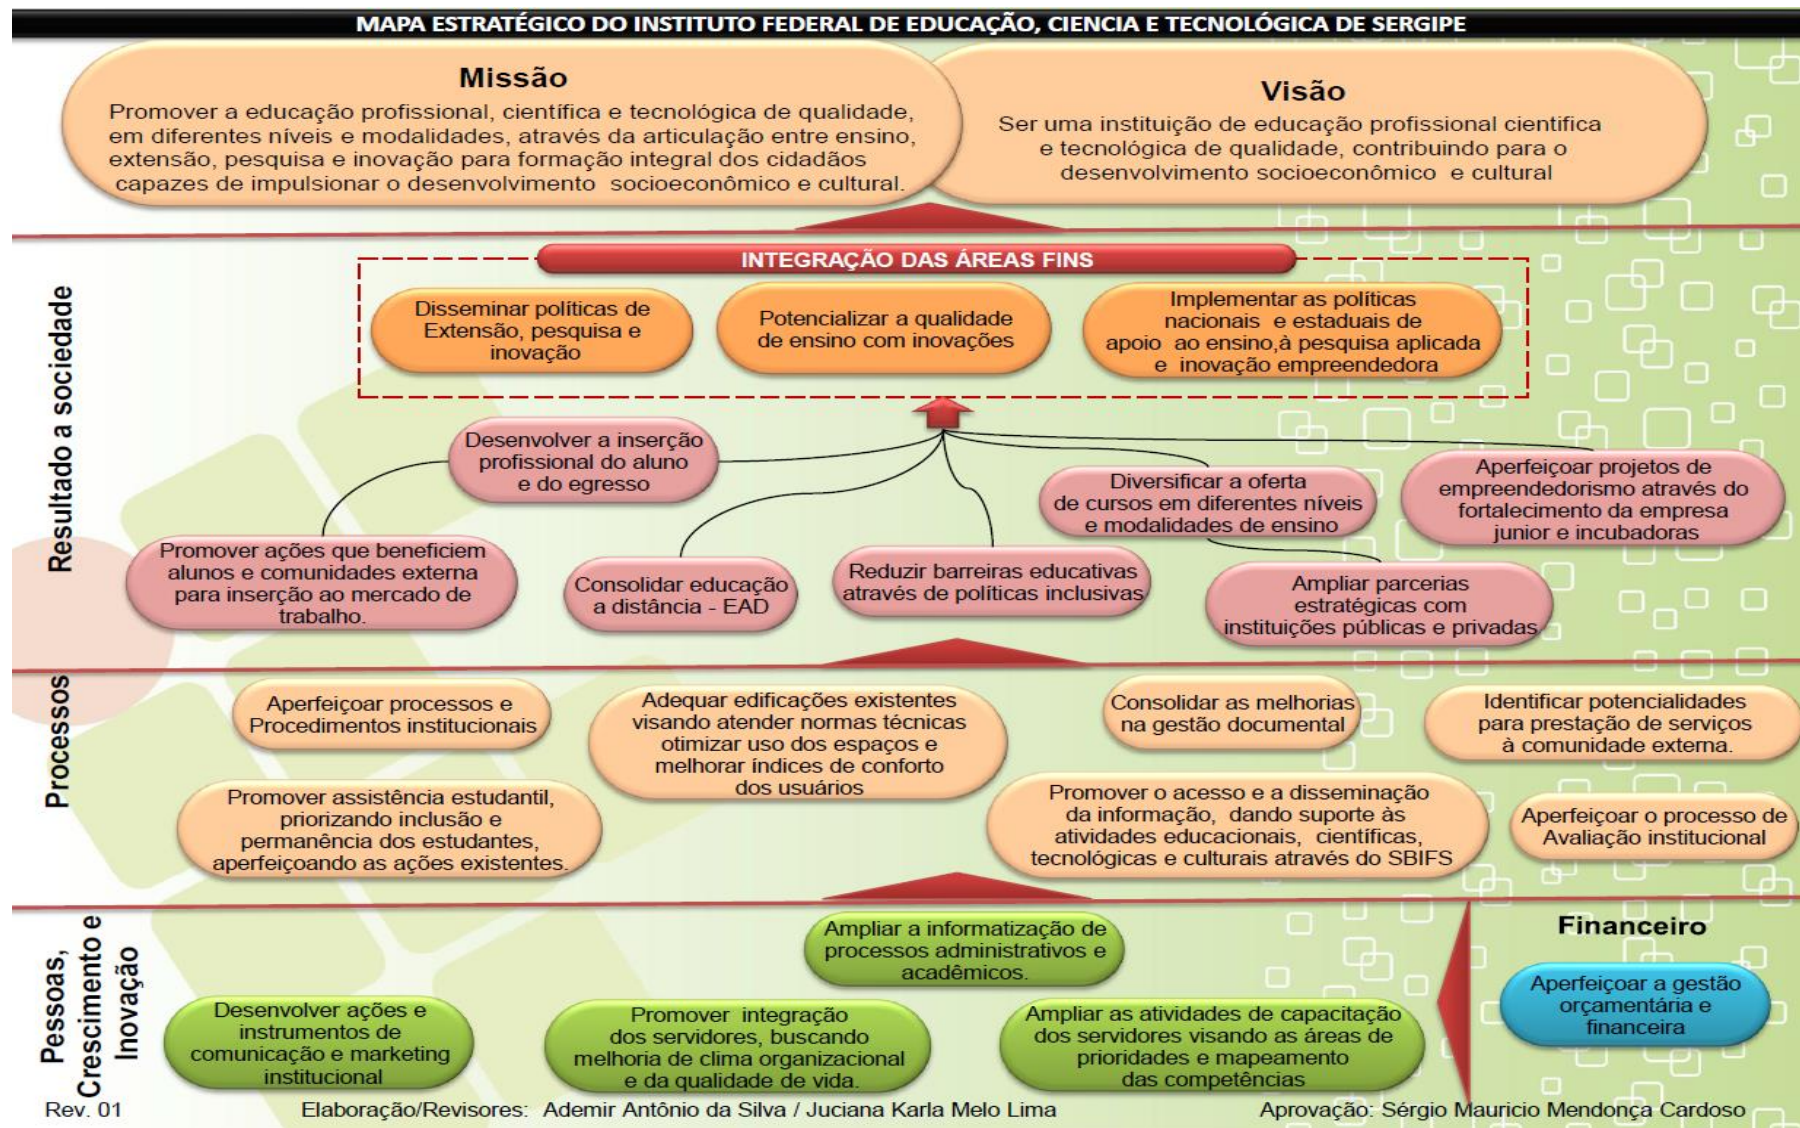 MAPA ESTRATÉGICO DO INSTITUTO FEDERAL DE EDUCAÇÃO, CIENCIA E TECNOLÓGICA DE SERGIPE
Missão
Promover a educação profissional, científica e tecnológica de qualidade,
em diferentes níveis e modalidades, através da articulação entre ensino,
extensão, pesquisa e inovação para formação integral dos cidadãos
capazes de impulsionar o desenvolvimento socioeconômico e cultural.
Visão
Ser uma instituição de educação profissional cientifica
e tecnológica de qualidade, contribuindo para o
desenvolvimento socioeconômico e cultural
Resultado a sociedade
INTEGRAÇÃO DAS ÁREAS FINS
Disseminar políticas de
Extensão, pesquisa e
inovação
Potencializar a qualidade
de ensino com inovações
Implementar as políticas
nacionais e estaduais de
apoio ao ensino,à pesquisa aplicada
e inovação empreendedora
Desenvolver a inserção
profissional do aluno
e do egresso
Promover ações que beneficiem
alunos e comunidades externa
para inserção ao mercado de
trabalho.
Consolidar educação
a distância - EAD
Reduzir barreiras educativas
através de políticas inclusivas
Diversificar a oferta
de cursos em diferentes níveis
e modalidades de ensino
Ampliar parcerias
estratégicas com
instituições públicas e privadas
Aperfeiçoar projetos de
empreendedorismo através do
fortalecimento da empresa
junior e incubadoras
Processos
Aperfeiçoar processos e
Procedimentos institucionais
Adequar edificações existentes
visando atender normas técnicas
otimizar uso dos espaços e
melhorar índices de conforto
dos usuários
Consolidar as melhorias
na gestão documental
Identificar potencialidades
para prestação de serviços
à comunidade externa.
Promover assistência estudantil,
priorizando inclusão e
permanência dos estudantes,
aperfeiçoando as ações existentes.
Promover o acesso e a disseminação
da informação, dando suporte às
atividades educacionais, científicas,
tecnológicas e culturais através do SBIFS
Aperfeiçoar o processo de
Avaliação institucional
Pessoas,
Crescimento e
Inovação
Ampliar a informatização de
processos administrativos e
acadêmicos.
Desenvolver ações e
instrumentos de
comunicação e marketing
institucional
Promover integração
dos servidores, buscando
melhoria de clima organizacional
e da qualidade de vida.
Ampliar as atividades de capacitação
dos servidores visando as áreas de
prioridades e mapeamento
das competências
Financeiro
Aperfeiçoar a gestão
orçamentária e
financeira
Rev. 01
Elaboração/Revisores: Ademir Antônio da Silva / Juciana Karla Melo Lima
Aprovação: Sérgio Mauricio Mendonça Cardoso